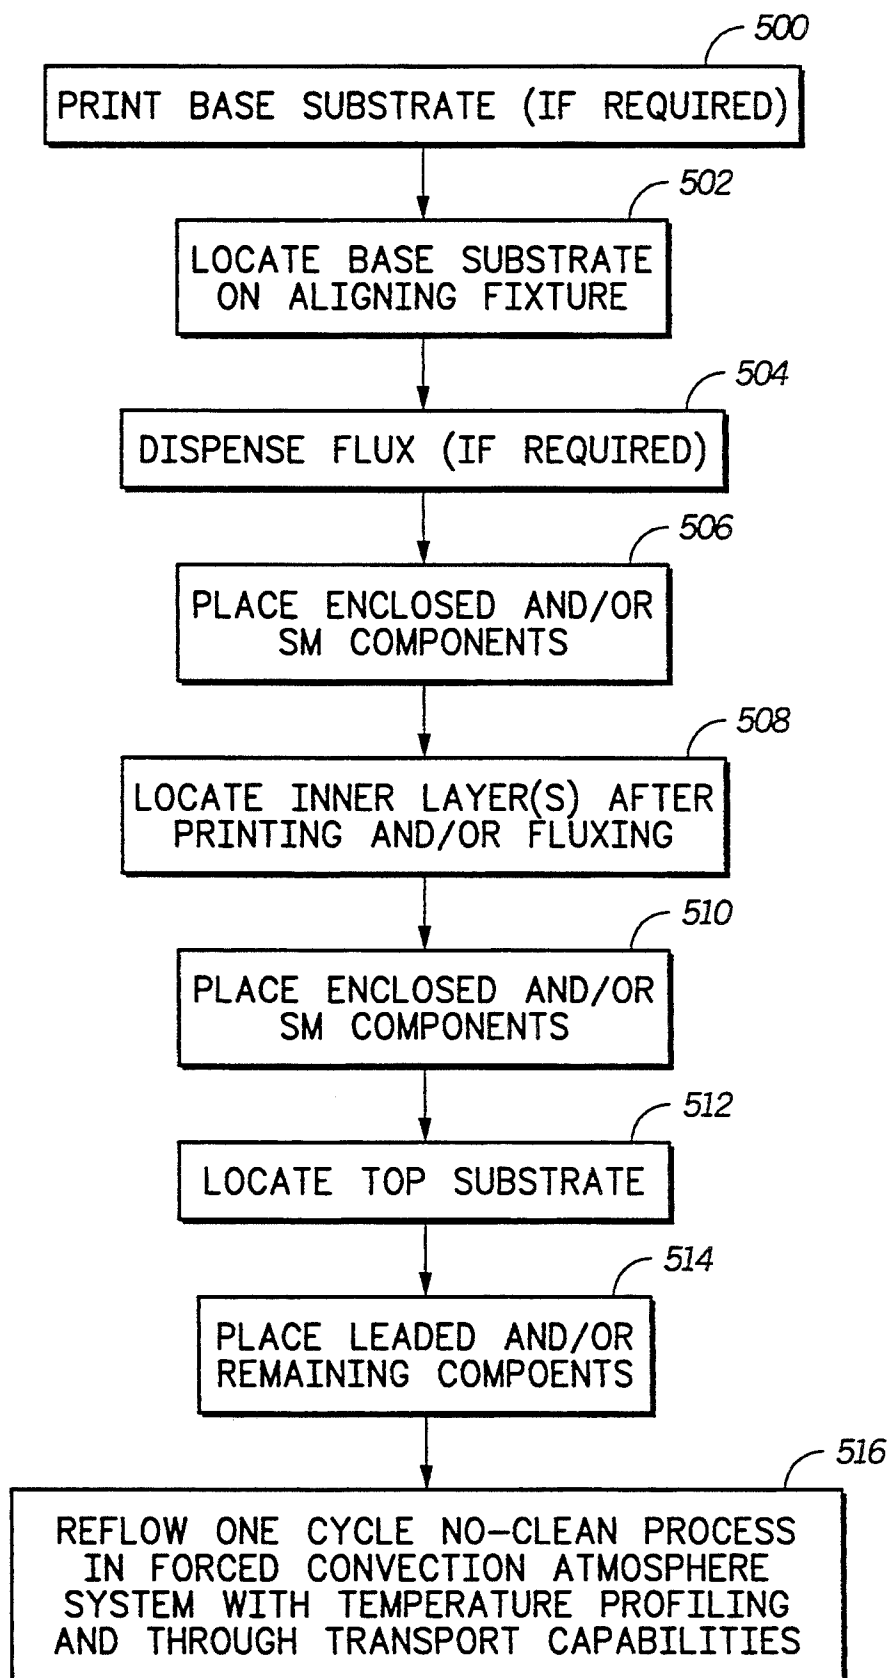 500
PRINT BASE SUBSTRATE (IF REQUIRED)
502
LOCATE BASE SUBSTRATE
ON ALIGNING FIXTURE
504
DISPENSE FLUX (IF REQUIRED)
506
PLACE ENCLOSED AND/OR
SM COMPONENTS
508
LOCATE INNER LAYER(S) AFTER
PRINTING AND/OR FLUXING
510
PLACE ENCLOSED AND/OR
SM COMPONENTS
512
LOCATE TOP SUBSTRATE
514
PLACE LEADED AND/OR
REMAINING COMPOENTS
516
REFLOW ONE CYCLE NO-CLEAN PROCESS
IN FORCED CONVECTION ATMOSPHERE
SYSTEM WITH TEMPERATURE PROFILING
AND THROUGH TRANSPORT CAPABILITIES